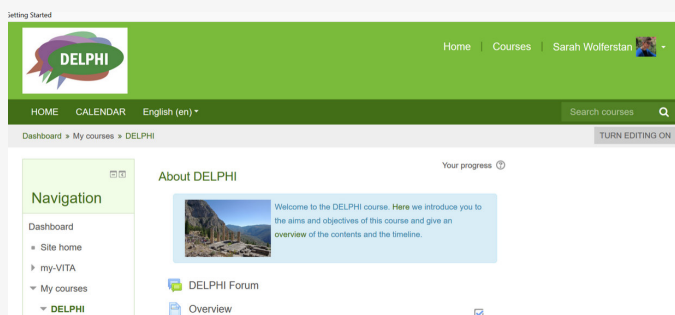 Getting Started
DELPHI
Home | Courses | Sarah Wolferstan
HOME CALENDAR English (en)
Search courses
Dashboard » My courses » DELPHI
TURN EDITING ON
Navigation
Dashboard
Site home
my-VITA
My courses
DELPHI
Your progress
About DELPHI
Welcome to the DELPHI course. Here we introduce you to
the aims and objectives of this course and give an
overview of the contents and the timeline.
DELPHI Forum
Overview